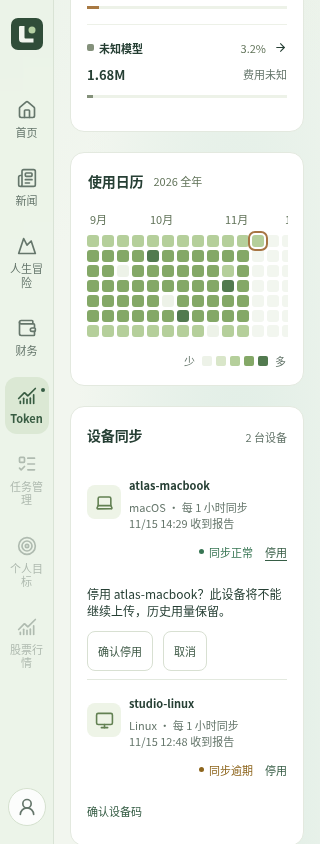 首页
新闻
人生冒
险
财务
Token
任务管
理
个人目
标
股票行
情
未知模型
3.2% →
1.68M
费用未知
使用日历
2026 全年
9月
10月
11月
少
多
设备同步
2 台设备
atlas-macbook
macOS · 每 1 小时同步
11/15 14:29 收到报告
同步正常
停用
停用 atlas-macbook？此设备将不能
继续上传，历史用量保留。
确认停用
取消
studio-linux
Linux · 每 1 小时同步
11/15 12:48 收到报告
同步逾期
停用
确认设备码